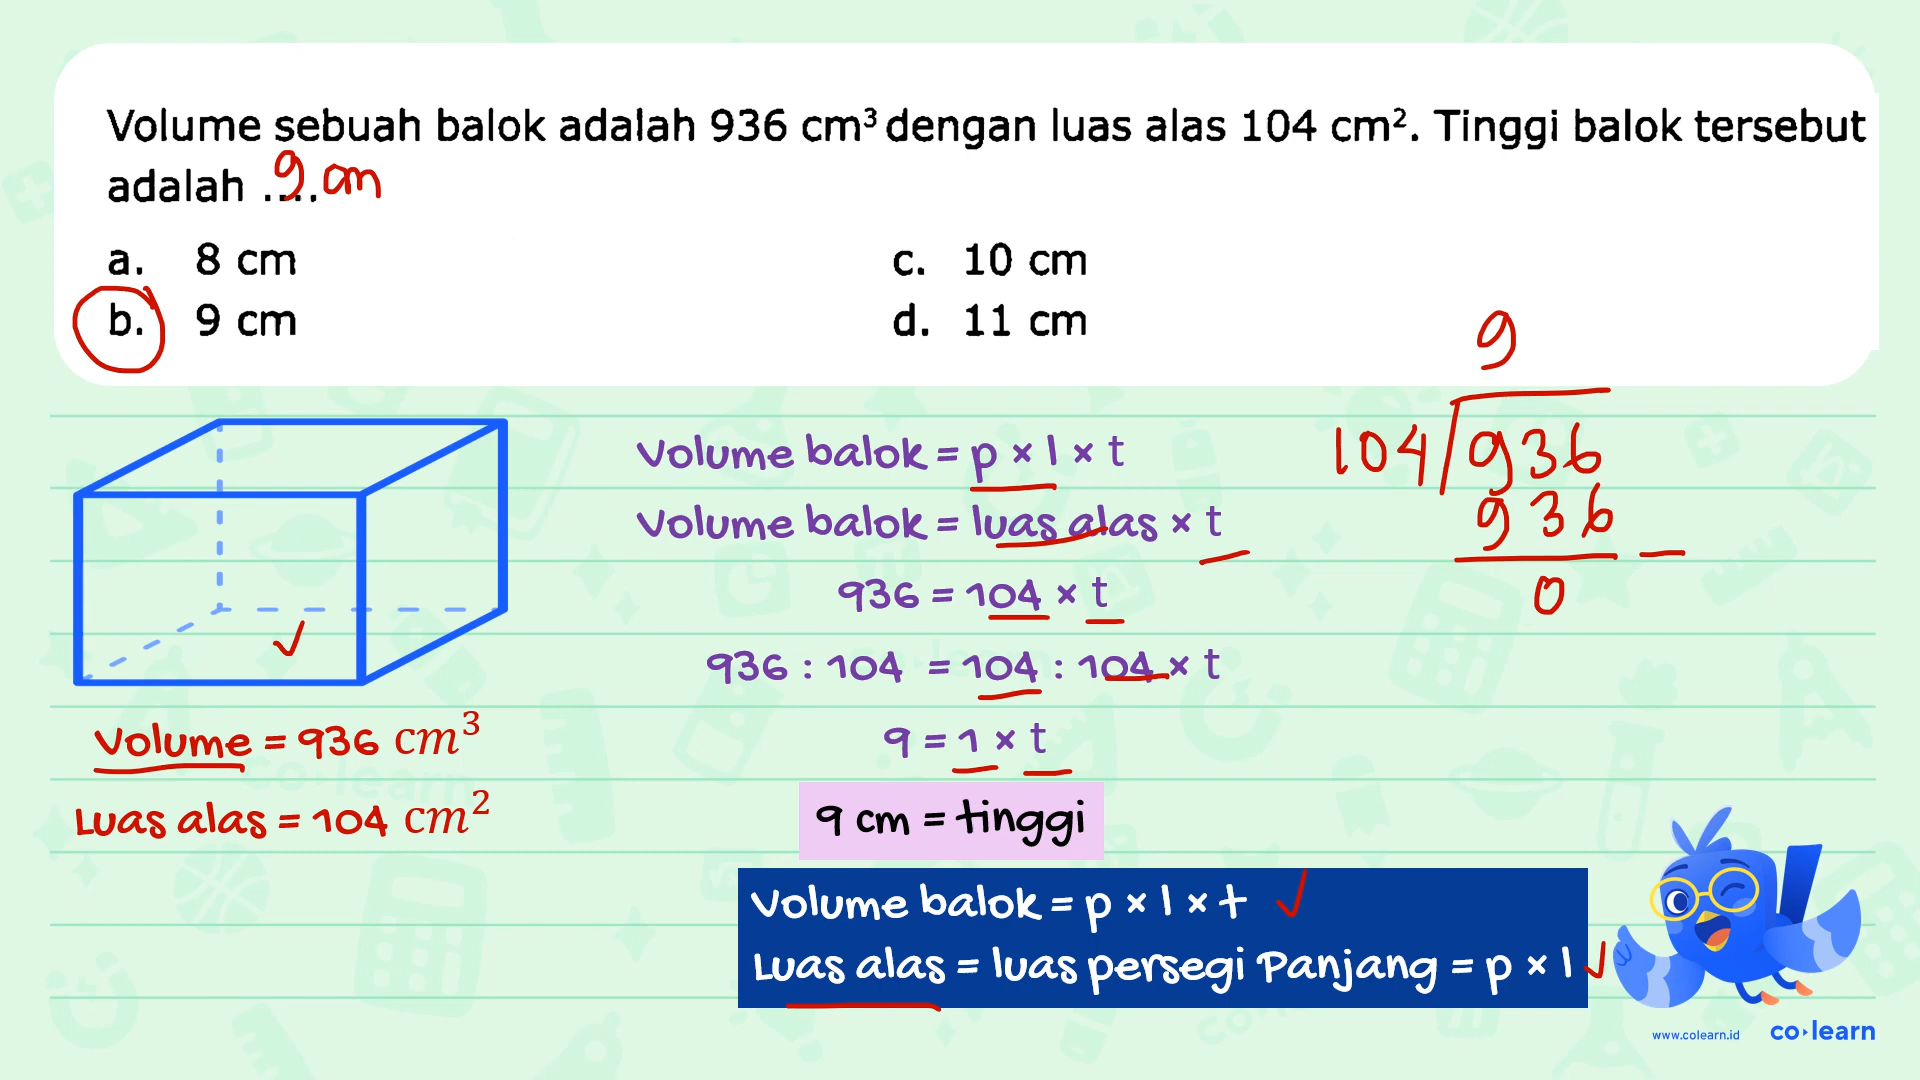 Volume sebuah balok adalah 936 cm³ dengan luas alas 104 cm². Tinggi balok tersebut
adalah .... 9 cm
a. 8 cm
b. 9 cm
c. 10 cm
d. 11 cm
Volume = 936 cm³
Luas alas = 104 cm²
Volume balok = p × l × t
Volume balok = luas alas × t
936 = 104 × t
936 : 104 = 104 : 104 × t
9 = 1 × t
9 cm = tinggi
Volume balok = p × l × t
Luas alas = luas persegi Panjang = p × l
9
104 936
936
0
www.colearn.id
co learn